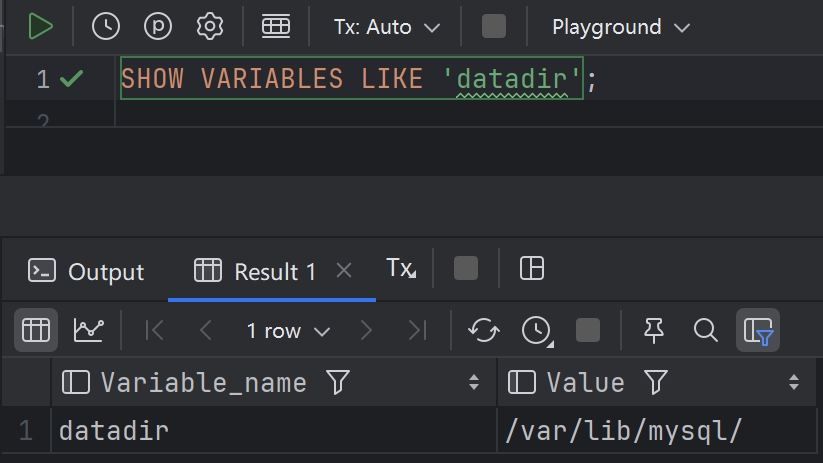 Tx: Auto Playground
1 SHOW VARIABLES LIKE 'datadir';
2
Output Result 1 Tx
1 row
Variable_name Value
1 datadir /var/lib/mysql/